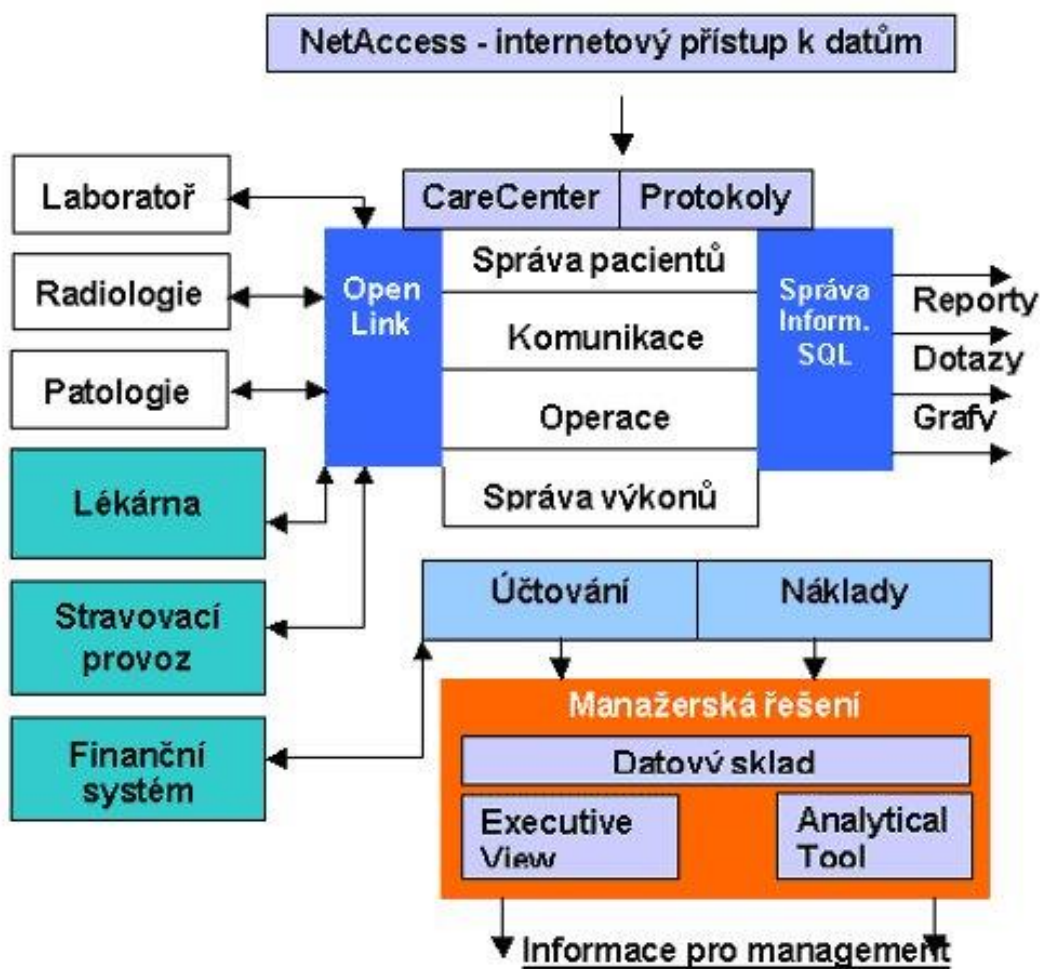 NetAccess - internetový přístup k datům
CareCenter
Protokoly
Laboratoř
Radiologie
Patologie
Lékárna
Stravovací
provoz
Finanční
systém
Open
Link
Správa pacientů
Komunikace
Operace
Správa výkonů
Správa
Inform.
SQL
Reporty
Dotazy
Grafy
Účtování
Náklady
Manažerská řešení
Datový sklad
Executive
View
Analytical
Tool
Informace pro management